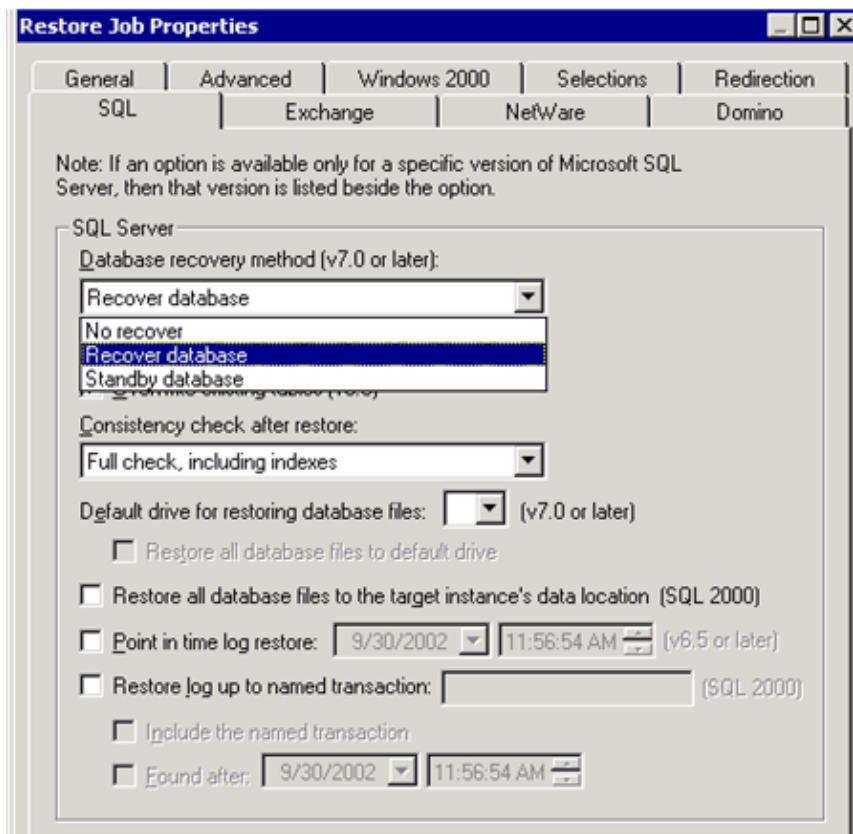 Restore Job Properties
General Advanced Windows 2000 Selections Redirection
SQL Exchange NetWare Domino
Note: If an option is available only for a specific version of Microsoft SQL
Server, then that version is listed beside the option.
SQL Server
Database recovery method (v7.0 or later):
Recover database
No recover
Recover database
Standby database
Consistency check after restore:
Full check, including indexes
Default drive for restoring database files: (v7.0 or later)
Restore all database files to default drive
Restore all database files to the target instance's data location (SQL 2000)
Point in time log restore: 9/30/2002 11:56:54 AM (v6.5 or later)
Restore log up to named transaction: (SQL 2000)
Include the named transaction
Found after: 9/30/2002 11:56:54 AM